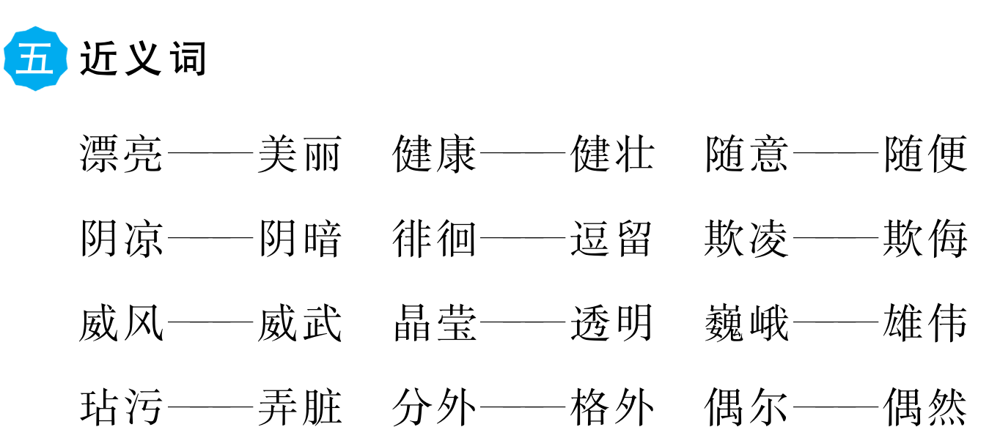 五 近义词
漂亮——美丽 健康——健壮 随意——随便
阴凉——阴暗 徘徊——逗留 欺凌——欺侮
威风——威武 晶莹——透明 巍峨——雄伟
玷污——弄脏 分外——格外 偶尔——偶然